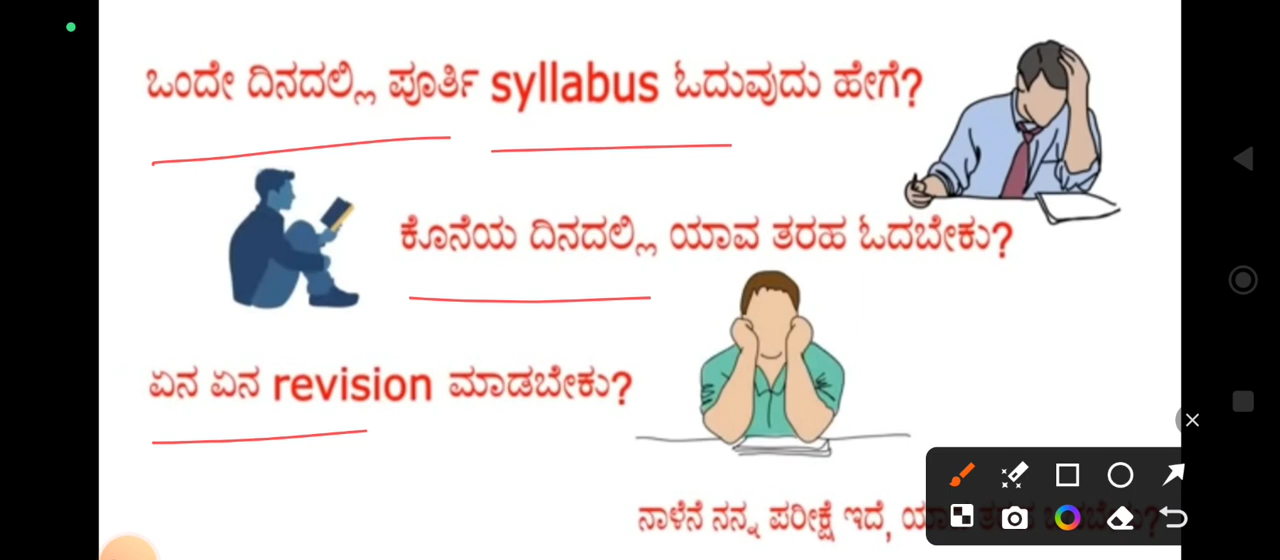 ಒಂದೇ ದಿನದಲ್ಲಿ ಪೂರ್ತಿ syllabus ಓದುವುದು ಹೇಗೆ?
ಕೊನೆಯ ದಿನದಲ್ಲಿ ಯಾವ ತರಹ ಓದಬೇಕು?
ಏನ ಏನ revision ಮಾಡಬೇಕು?
ನಾಳೆನೆ ನನ್ನ ಪರೀಕ್ಷೆ ಇದೆ,